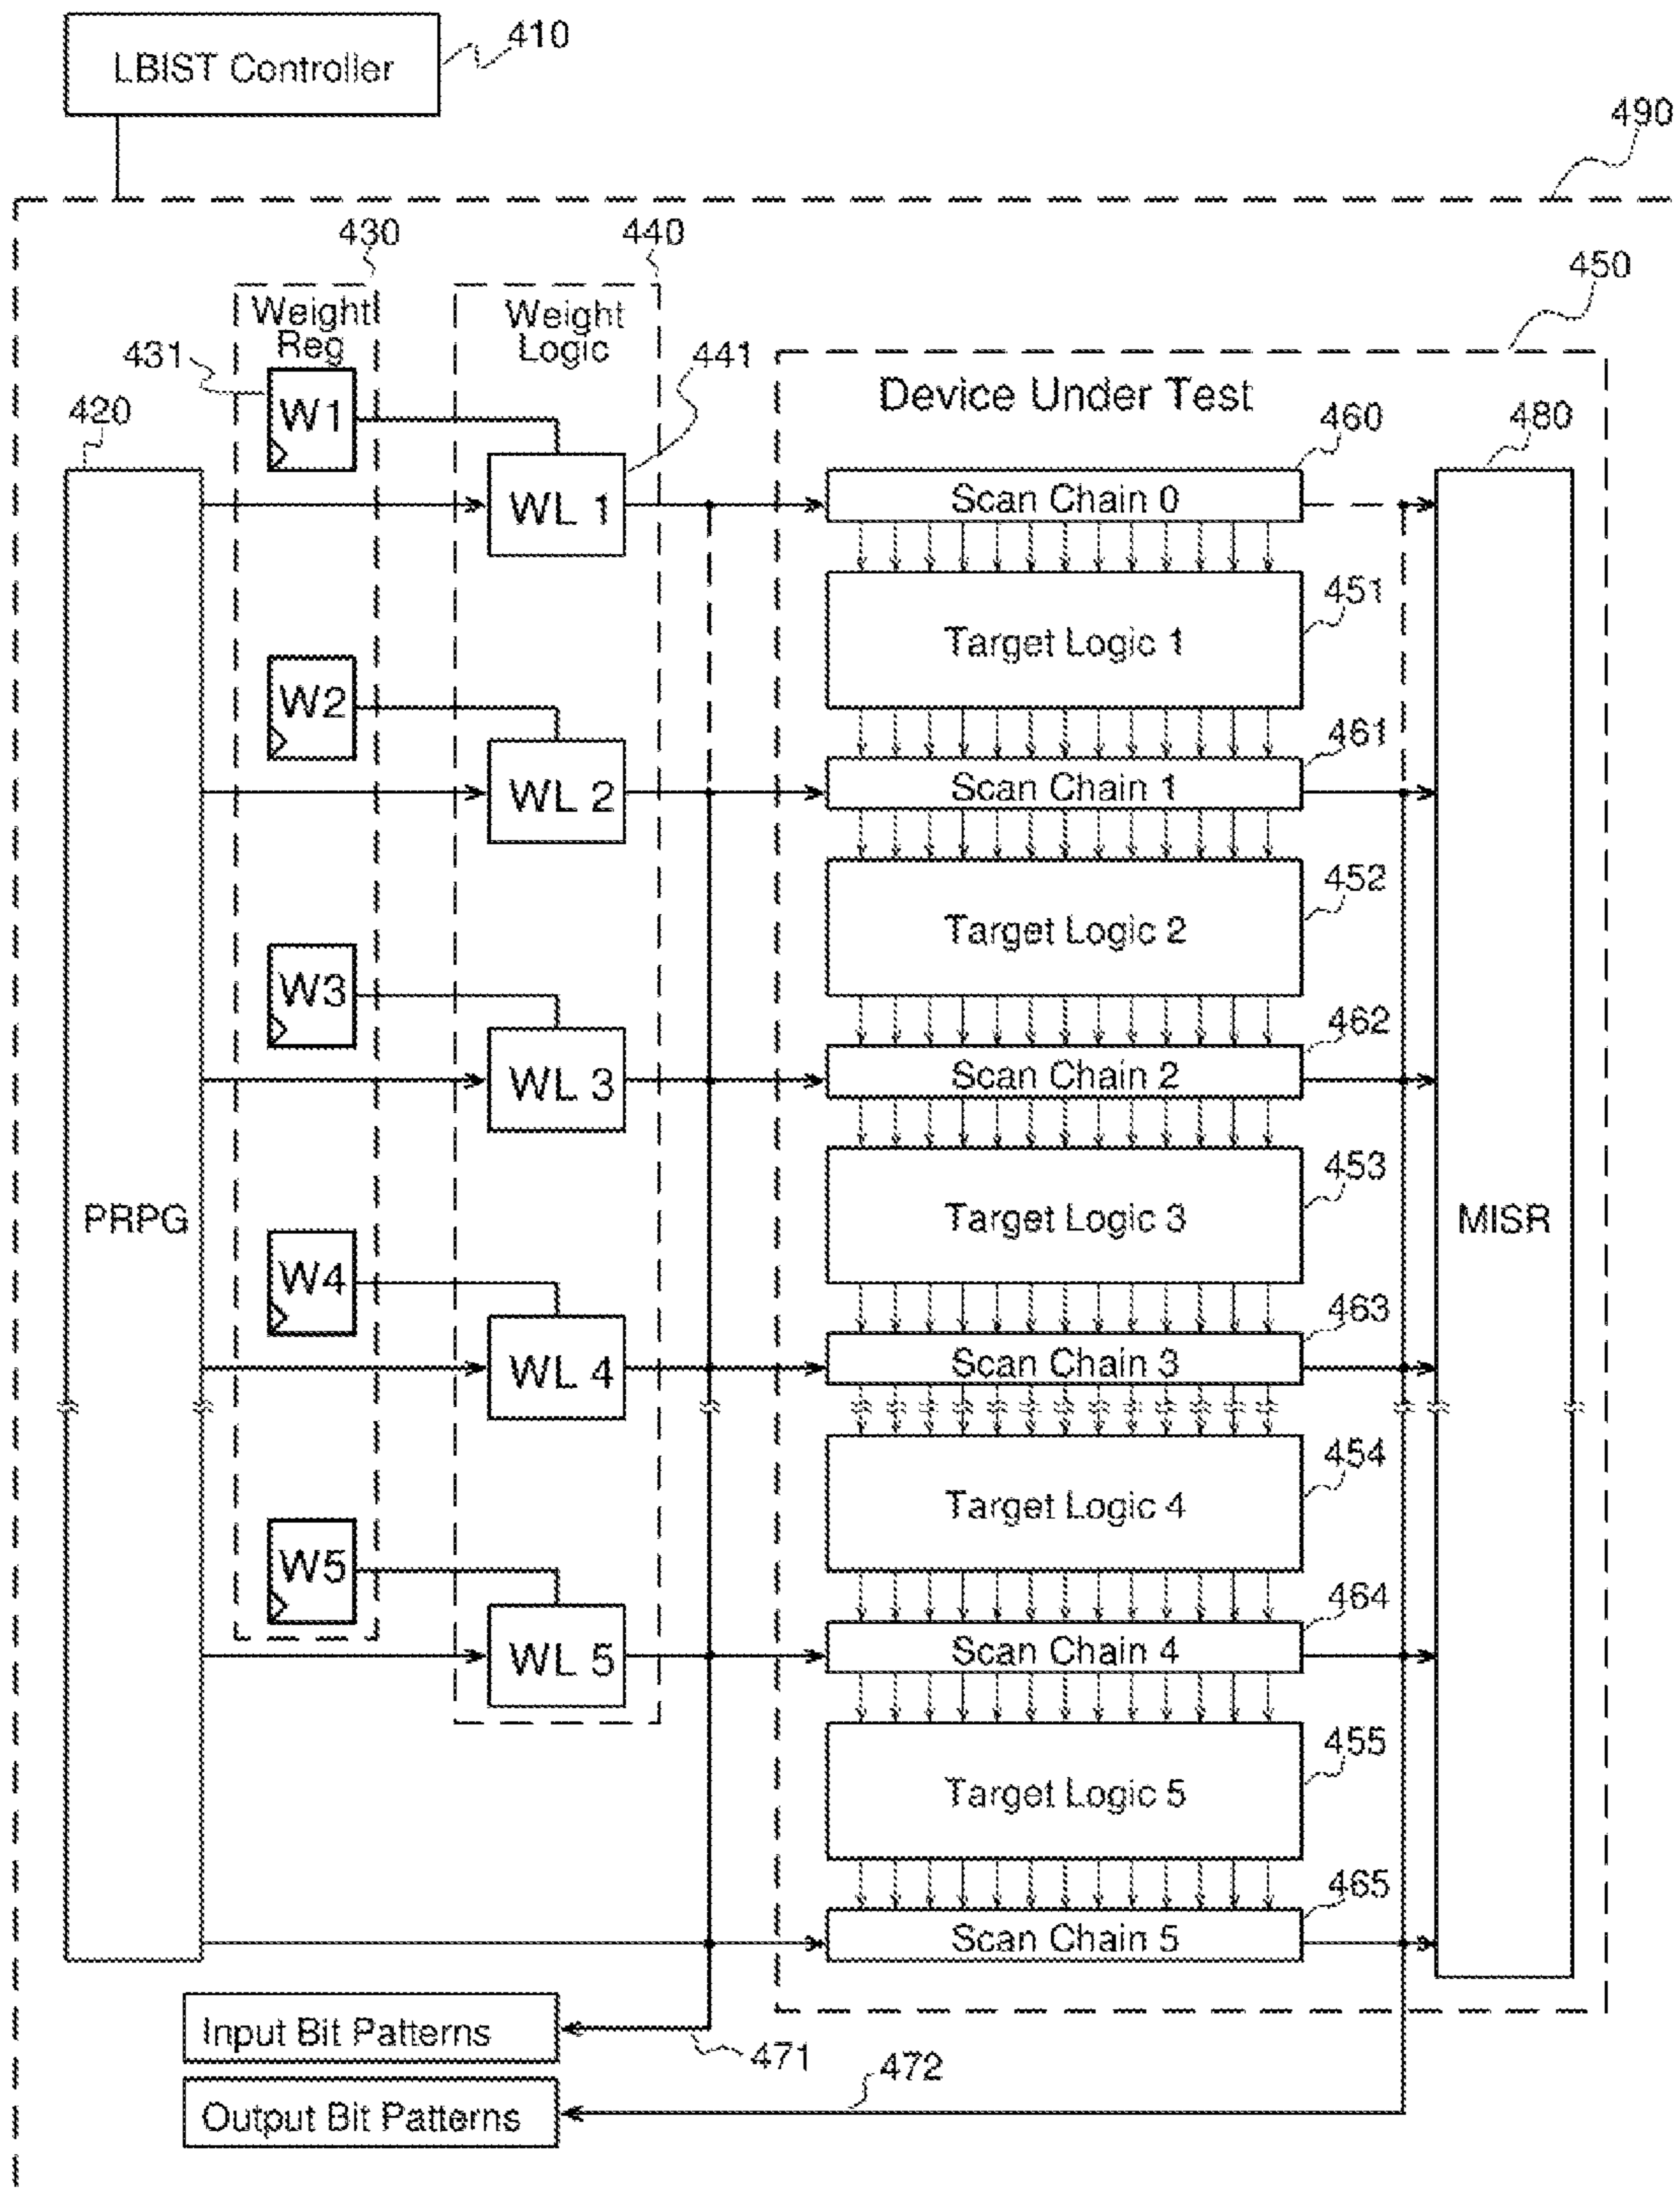 LBIST Controller
410
490
430
440
450
Weight
Reg
Weight
Logic
431
441
Device Under Test
420
W1
460
480
WL 1
Scan Chain 0
451
Target Logic 1
W2
461
WL 2
Scan Chain 1
452
Target Logic 2
W3
462
WL 3
Scan Chain 2
453
PRPG
Target Logic 3
MISR
W4
463
WL 4
Scan Chain 3
454
Target Logic 4
W5
464
WL 5
Scan Chain 4
455
Target Logic 5
465
Scan Chain 5
Input Bit Patterns
471
472
Output Bit Patterns